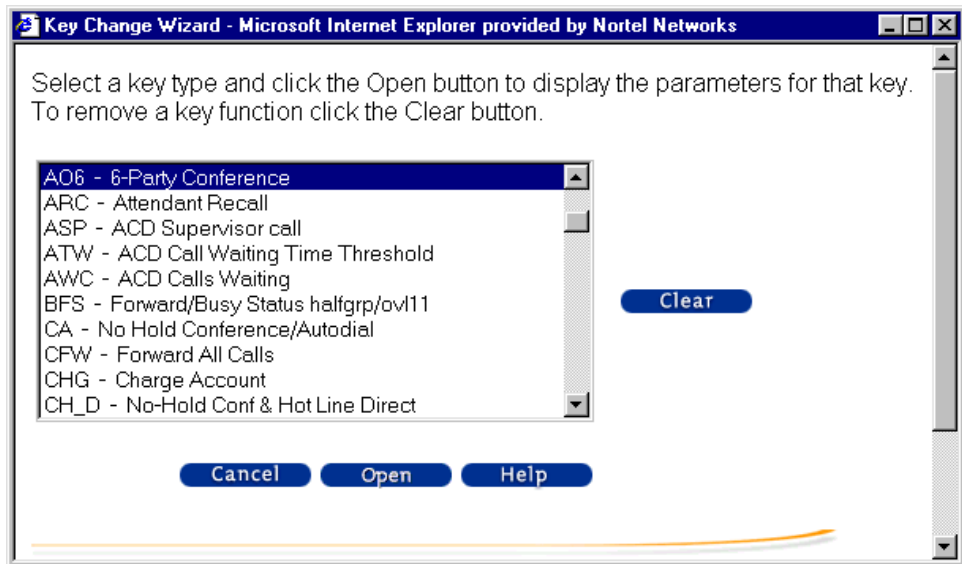 Key Change Wizard - Microsoft Internet Explorer provided by Nortel Networks
Select a key type and click the Open button to display the parameters for that key.
To remove a key function click the Clear button.
AO6 - 6-Party Conference
ARC - Attendant Recall
ASP - ACD Supervisor call
ATW - ACD Call Waiting Time Threshold
AWC - ACD Calls Waiting
BFS - Forward/Busy Status halfgrp/ovl11
CA - No Hold Conference/Autodial
CFW - Forward All Calls
CHG - Charge Account
CH_D - No-Hold Conf & Hot Line Direct
Clear
Cancel Open Help